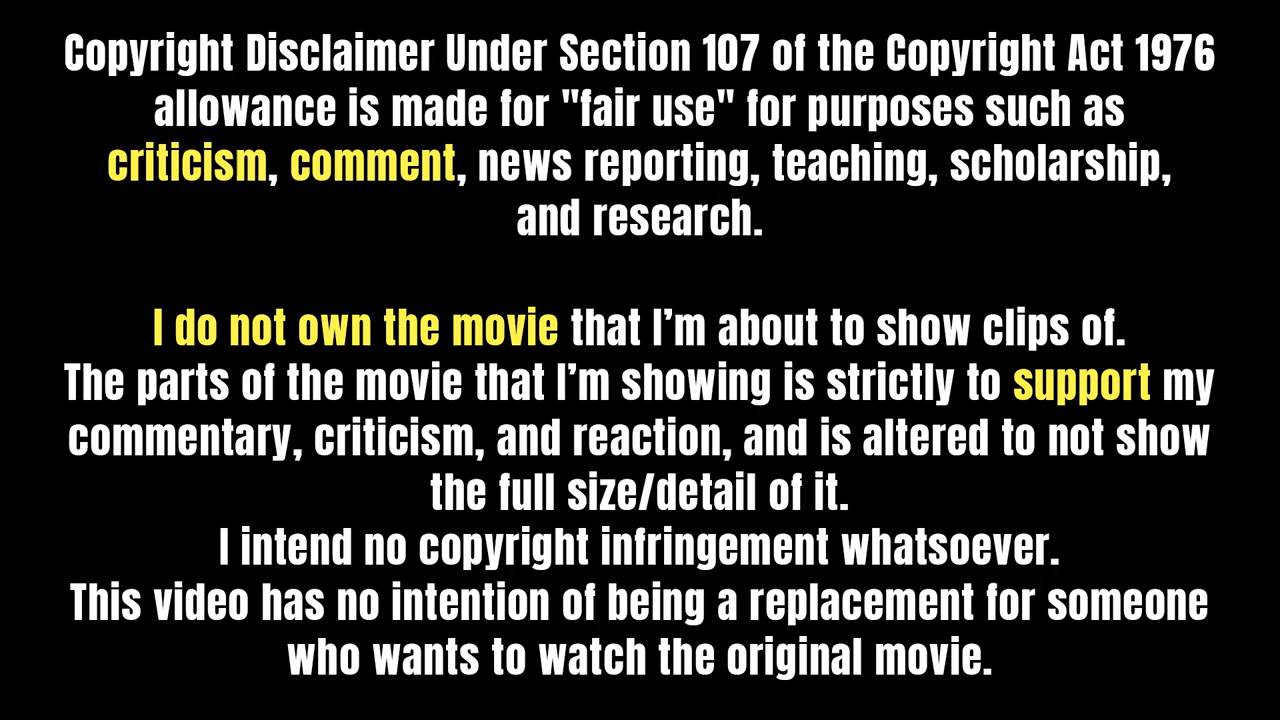 Copyright Disclaimer Under Section 107 of the Copyright Act 1976
allowance is made for "fair use" for purposes such as
criticism, comment, news reporting, teaching, scholarship,
and research.
I do not own the movie that I’m about to show clips of.
The parts of the movie that I’m showing is strictly to support my
commentary, criticism, and reaction, and is altered to not show
the full size/detail of it.
I intend no copyright infringement whatsoever.
This video has no intention of being a replacement for someone
who wants to watch the original movie.